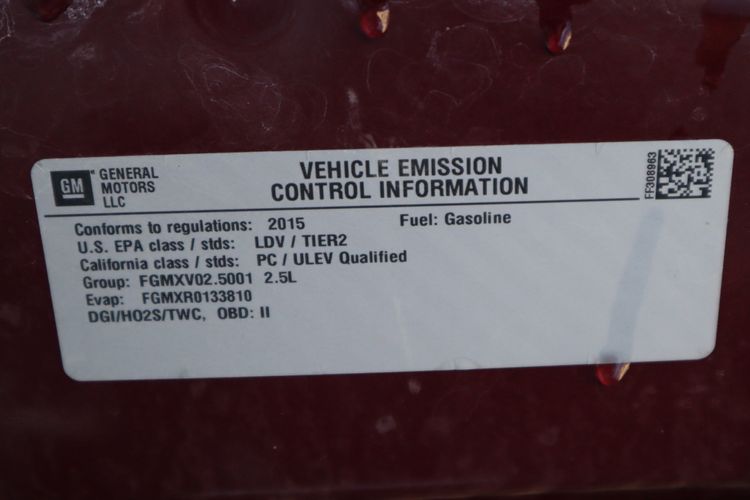 GM
GENERAL
MOTORS
LLC
VEHICLE EMISSION
CONTROL INFORMATION
FF308963
Conforms to regulations: 2015 Fuel: Gasoline
U.S. EPA class / stds: LDV / TIER2
California class / stds: PC / ULEV Qualified
Group: FGMXV02.5001 2.5L
Evap: FGMXR0133810
DGI/HO2S/TWC, OBD: II